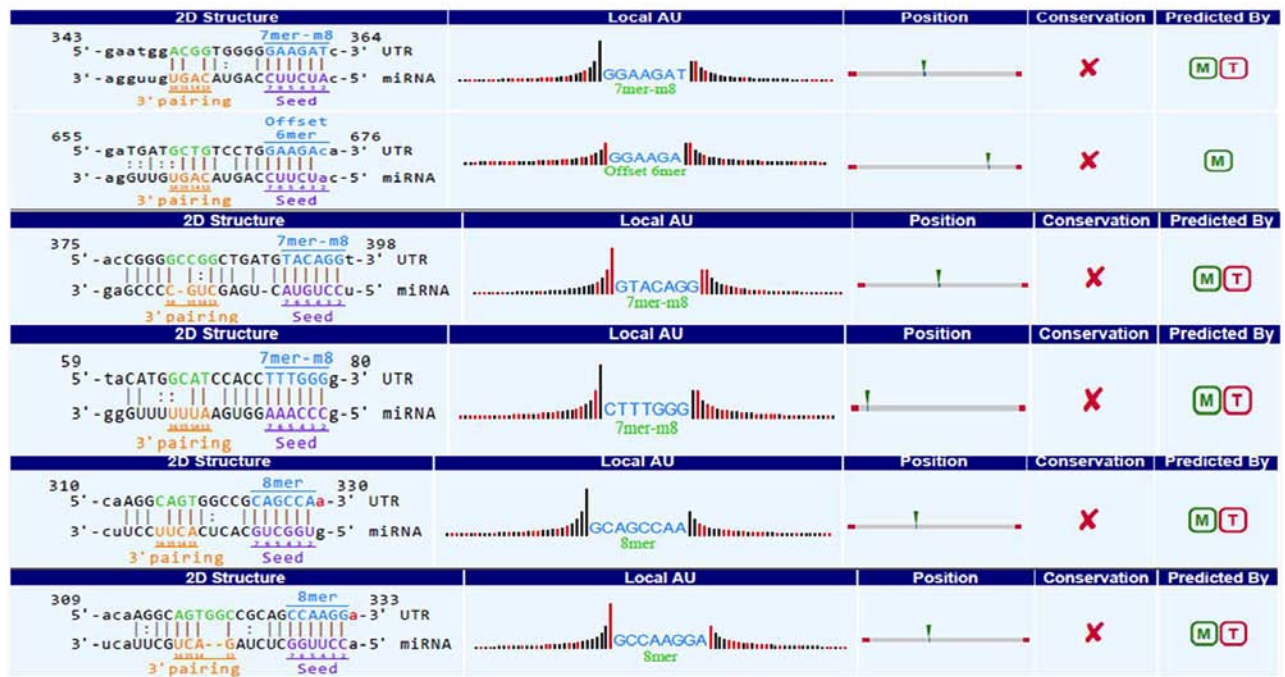 2D Structure Local AU Position Conservation Predicted By
343 7mer-m8 364
5'-gaatggACGGTGGGGGAAGATc-3' UTR
3'-agguugUGACAUGACCUUCUAc-5' miRNA
3'pairing Seed
GGAAGAT
7mer-m8
M T
Offset
655 6mer 676
5'-gaTGATGCTGTCCTGGAAGAca-3' UTR
3'-agGUUGUGACAUGACCUUCUac-5' miRNA
3'pairing Seed
GGAAGA
Offset 6mer
M
2D Structure Local AU Position Conservation Predicted By
375 7mer-m8 398
5'-acCGGGGCCGGCTGATGTACAGGt-3' UTR
3'-gaGCCCC-GUCGAGU-CAUGUCCu-5' miRNA
3'pairing Seed
GTACAGG
7mer-m8
M T
2D Structure Local AU Position Conservation Predicted By
59 7mer-m8 80
5'-taCATGGCATCCACCTTTGGGg-3' UTR
3'-ggGUUUUUUAAGUGGAAACCCg-5' miRNA
3'pairing Seed
CTTTGGG
7mer-m8
M T
2D Structure Local AU Position Conservation Predicted By
310 8mer 330
5'-caAGGCAGTGGCCGCAGCCAa-3' UTR
3'-cuUCCUUCACUCACGUCGGUg-5' miRNA
3'pairing Seed
GCAGCCAA
8mer
M T
2D Structure Local AU Position Conservation Predicted By
309 8mer 333
5'-acaAGGCAGTGGCCGCAGCCAAGGa-3' UTR
3'-ucaUUCGUCA--GAUCUCGGUUCCa-5' miRNA
3'pairing Seed
GCCAAGGA
8mer
M T